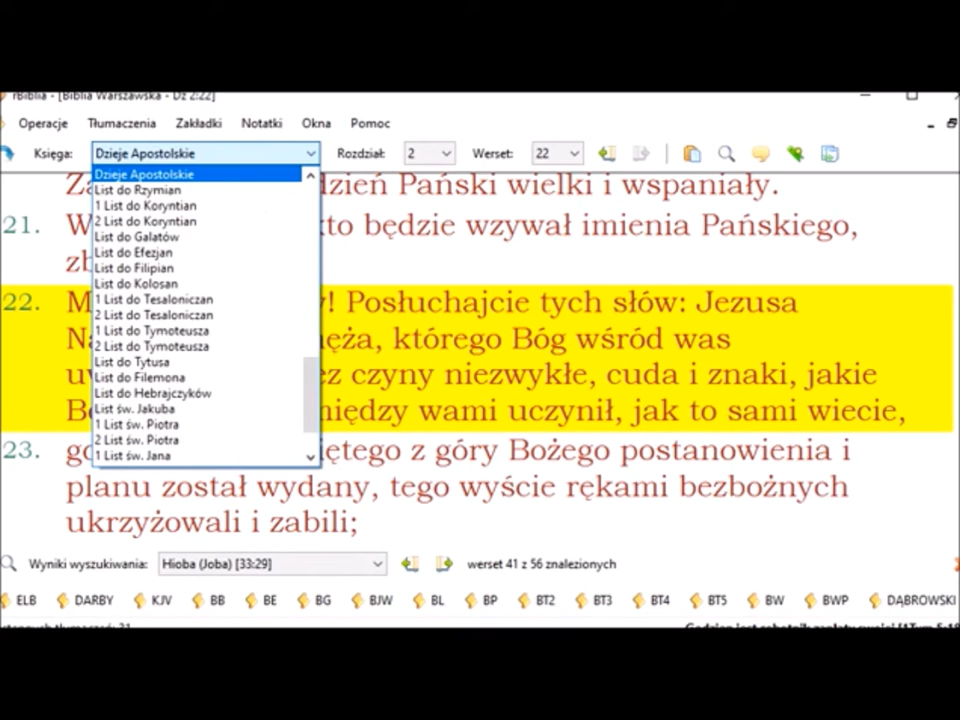 rBiblia - [Biblia Warszawska - Dz 2:22]
Operacje Tłumaczenia Zakładki Notatki Okna Pomoc
Księga: Dzieje Apostolskie Rozdział: 2 Werset: 22
Dzieje Apostolskie
List do Rzymian
1 List do Koryntian
2 List do Koryntian
List do Galatów
List do Efezjan
List do Filipian
List do Kolosan
1 List do Tesaloniczan
2 List do Tesaloniczan
1 List do Tymoteusza
2 List do Tymoteusza
List do Tytusa
List do Filemona
List do Hebrajczyków
List św. Jakuba
1 List św. Piotra
2 List św. Piotra
1 List św. Jana
dzień Pański wielki i wspaniały.
21. kto będzie wzywał imienia Pańskiego,
22. Posłuchajcie tych słów: Jezusa
którego Bóg wśród was
czyny niezwykłe, cuda i znaki, jakie
między wami uczynił, jak to sami wiecie,
23. z góry Bożego postanowienia i
planu został wydany, tego wyście rękami bezbożnych
ukrzyżowali i zabili;
Wyniki wyszukiwania: Hioba (Joba) [33:29] werset 41 z 56 znalezionych
ELB DARBY KJV BB BE BG BJW BL BP BT2 BT3 BT4 BT5 BW BWP DĄBROWSKI